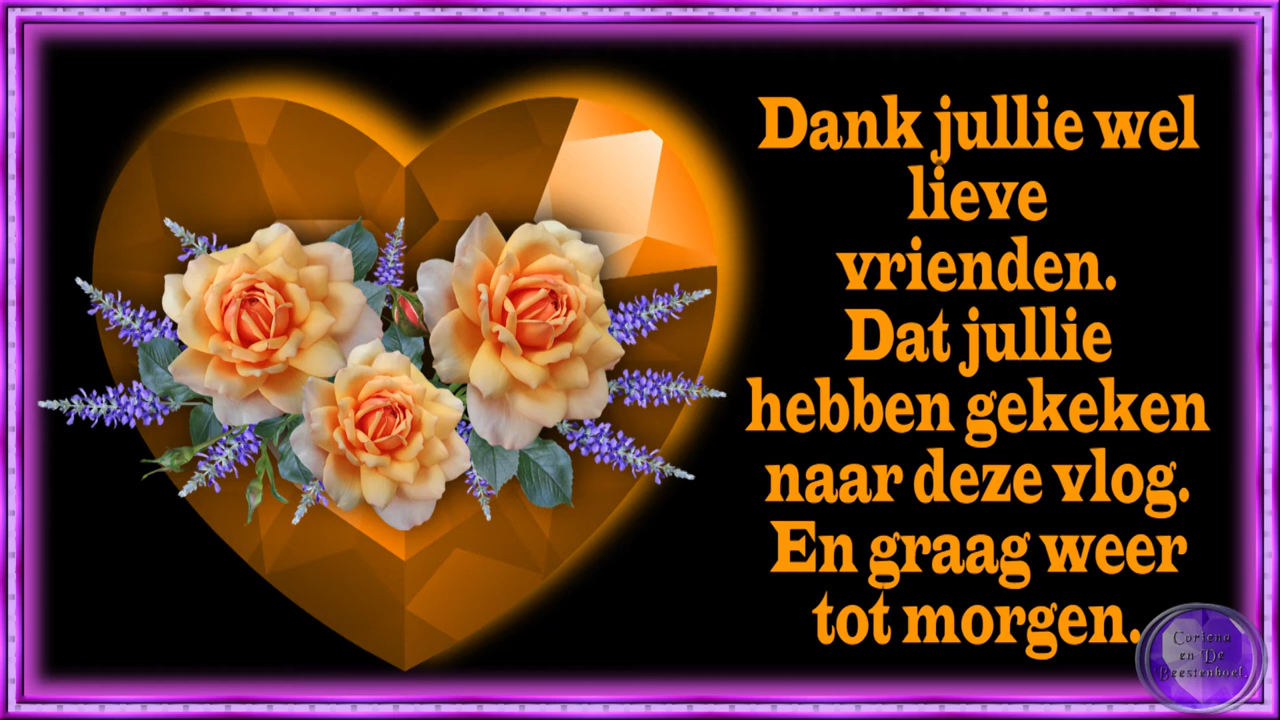 Dank jullie wel
lieve
vrienden.
Dat jullie
hebben gekeken
naar deze vlog.
En graag weer
tot morgen.
Corlena
en De
Beestenboel.